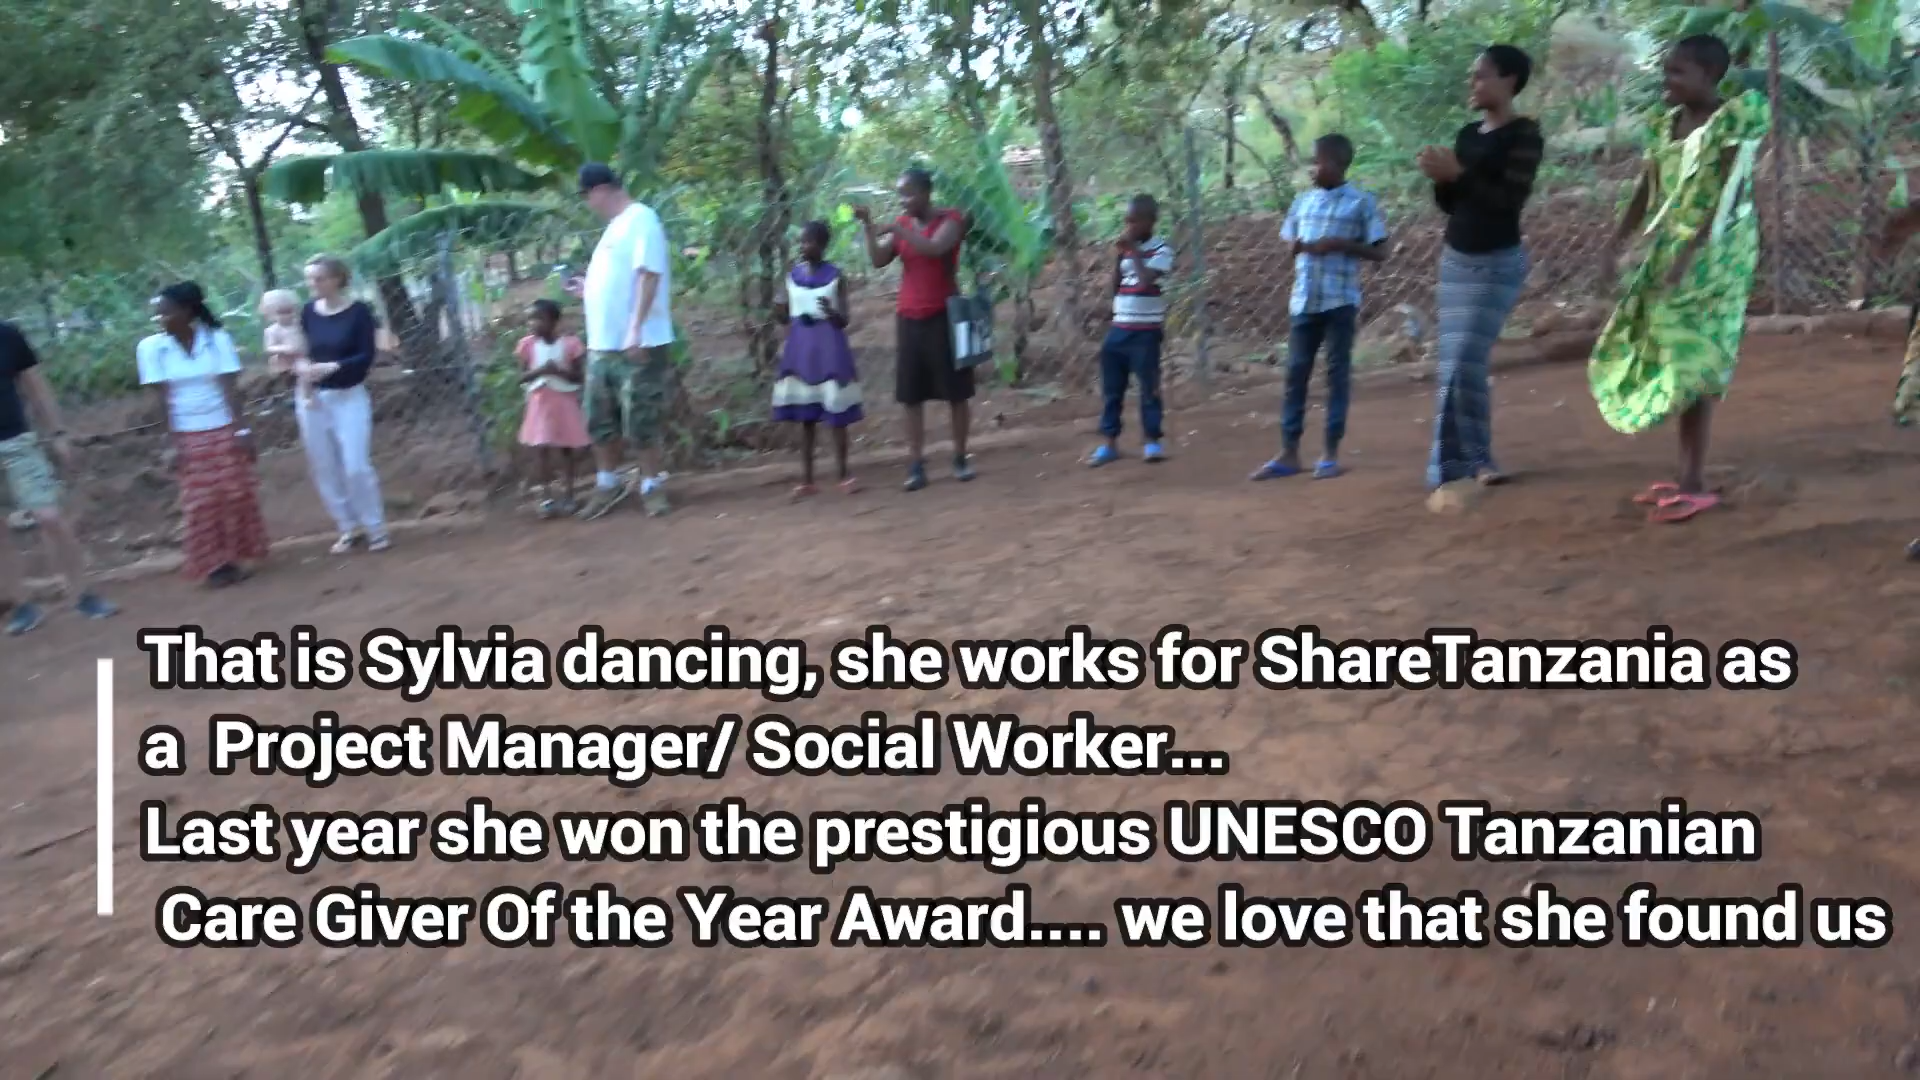 That is Sylvia dancing, she works for ShareTanzania as
a  Project Manager/ Social Worker...
Last year she won the prestigious UNESCO Tanzanian
Care Giver Of the Year Award.... we love that she found us